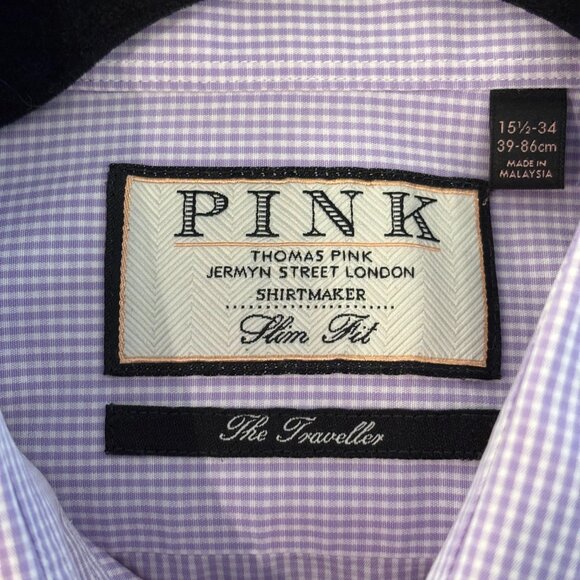 15½-34
39-86cm
MADE IN
MALAYSIA
PINK
THOMAS PINK
JERMYN STREET LONDON
SHIRTMAKER
Slim Fit
The Traveller